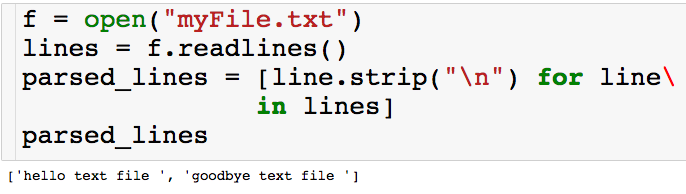 f = open("myFile.txt")
lines = f.readlines()
parsed_lines = [line.strip("\n") for line\
                in lines]
parsed_lines
['hello text file ', 'goodbye text file ']